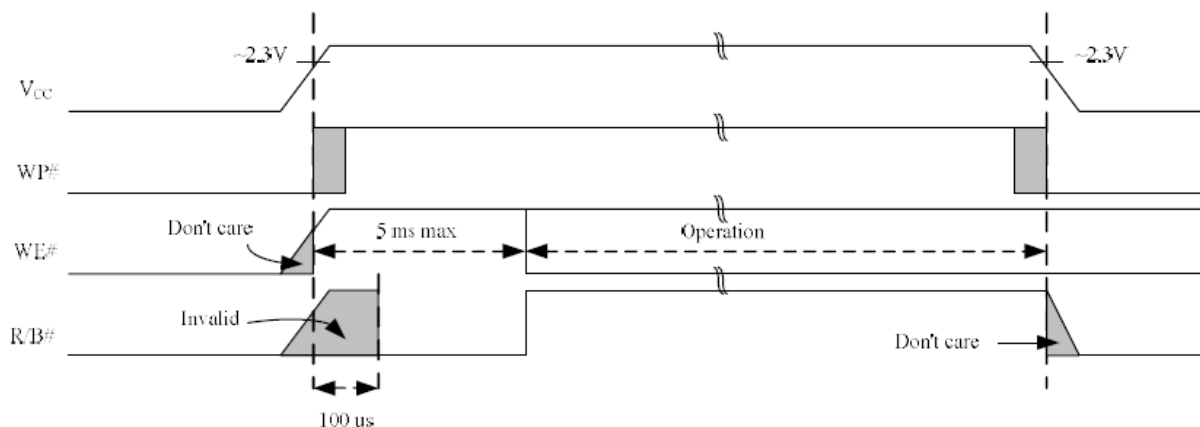 ~2.3V
~2.3V
VCC
WP#
Don't care
5 ms max
Operation
WE#
Invalid
R/B#
Don't care
100 us